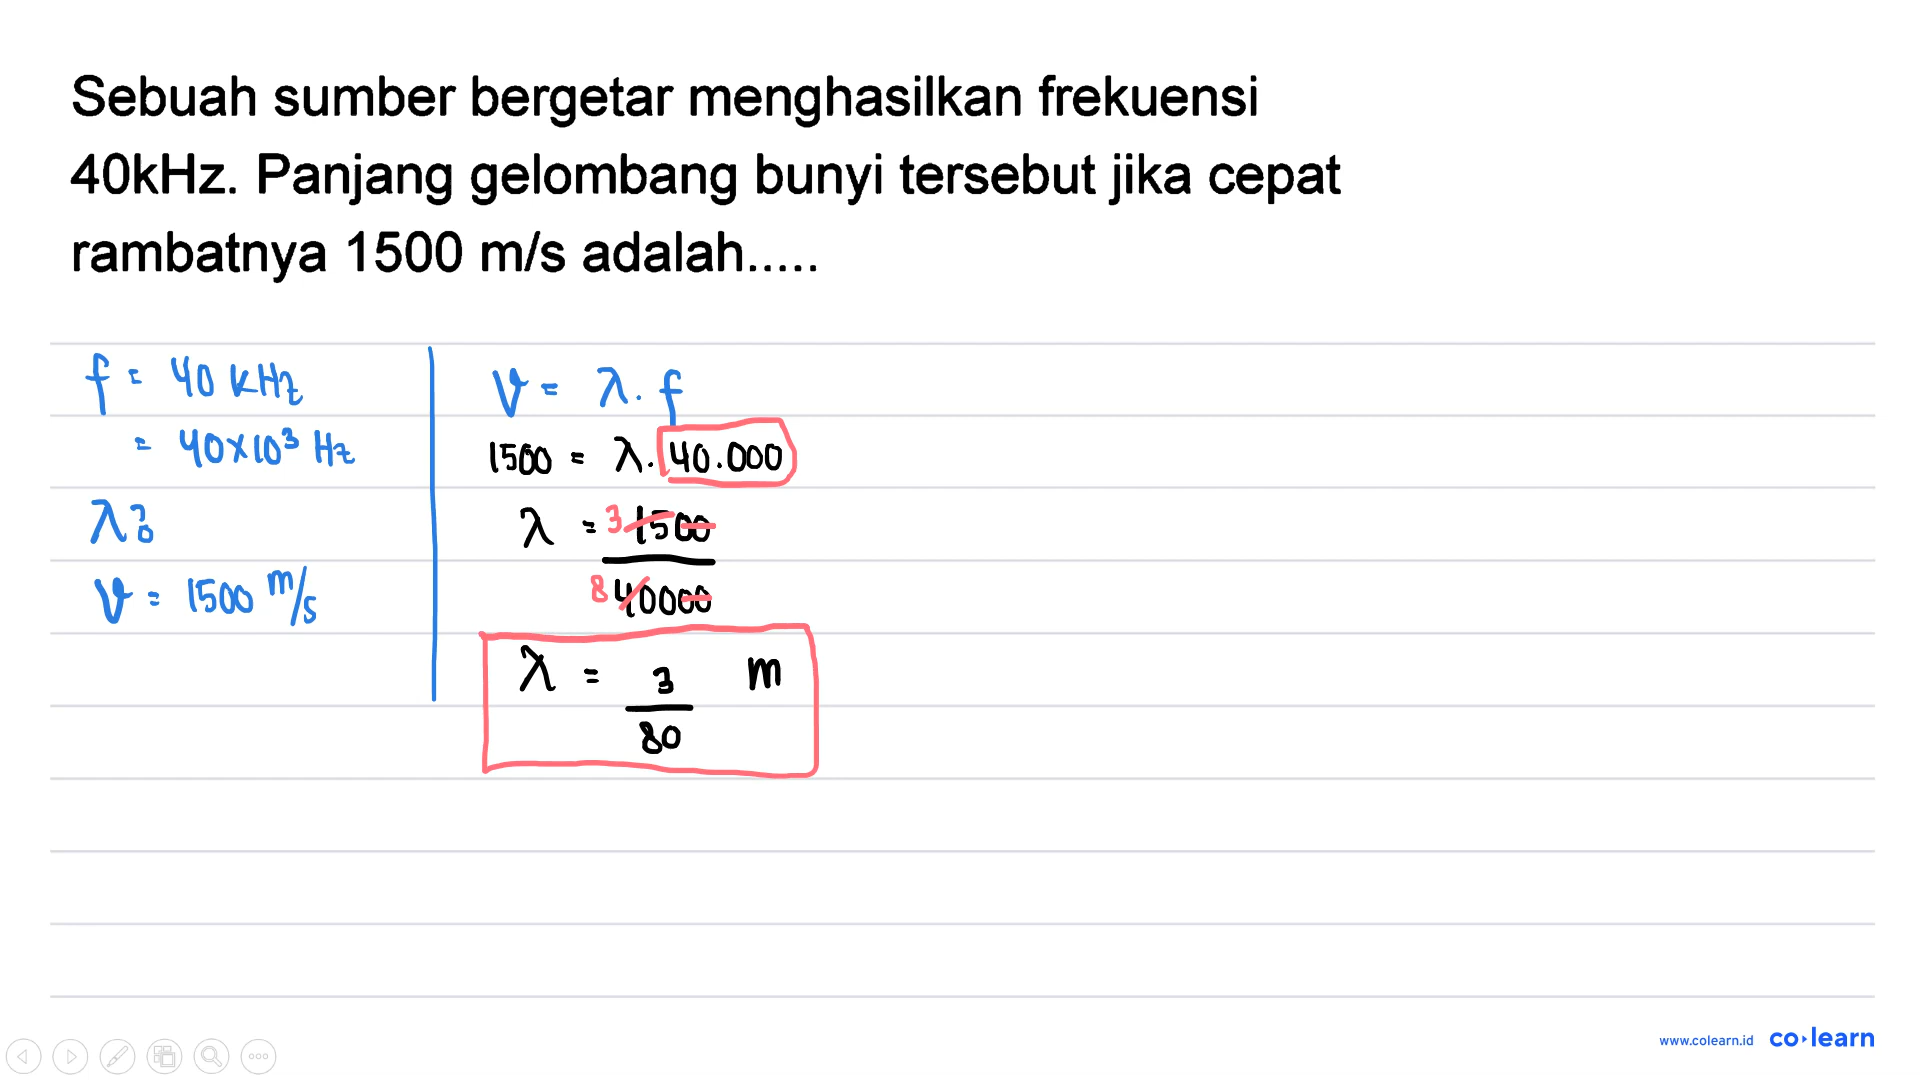 Sebuah sumber bergetar menghasilkan frekuensi
40kHz. Panjang gelombang bunyi tersebut jika cepat
rambatnya 1500 m/s adalah.....
f = 40 kHz
= 40×10³ Hz
λ?
v = 1500 m/s
v = λ. f
1500 = λ. 40.000
λ = 3 1500
8 40000
λ = 3 m
80
www.colearn.id co learn